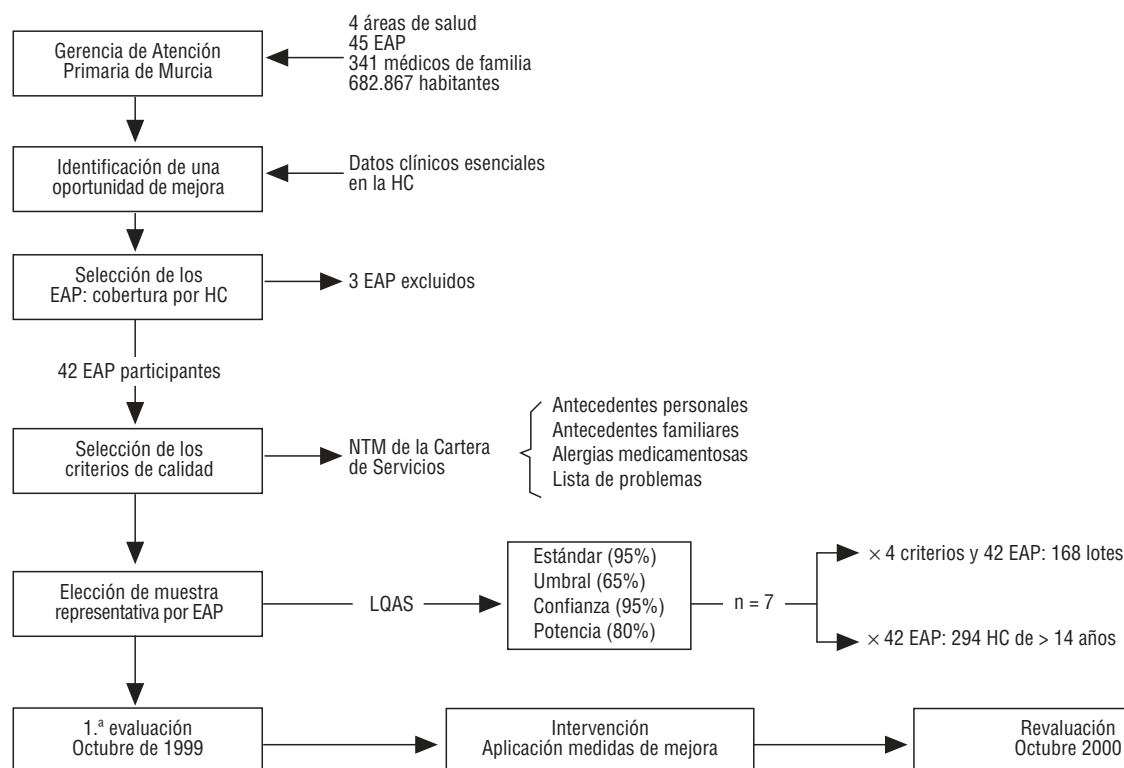 4 áreas de salud
45 EAP
341 médicos de familia
682.867 habitantes
Gerencia de Atención
Primaria de Murcia
Identificación de una
oportunidad de mejora
Datos clínicos esenciales
en la HC
Selección de los
EAP: cobertura por HC
3 EAP excluidos
42 EAP participantes
Selección de los
criterios de calidad
NTM de la Cartera
de Servicios
Antecedentes personales
Antecedentes familiares
Alergias medicamentosas
Lista de problemas
Elección de muestra
representativa por EAP
LQAS
Estándar (95%)
Umbral (65%)
Confianza (95%)
Potencia (80%)
n = 7
× 4 criterios y 42 EAP: 168 lotes
× 42 EAP: 294 HC de > 14 años
1.ª evaluación
Octubre de 1999
Intervención
Aplicación medidas de mejora
Revaluación
Octubre 2000